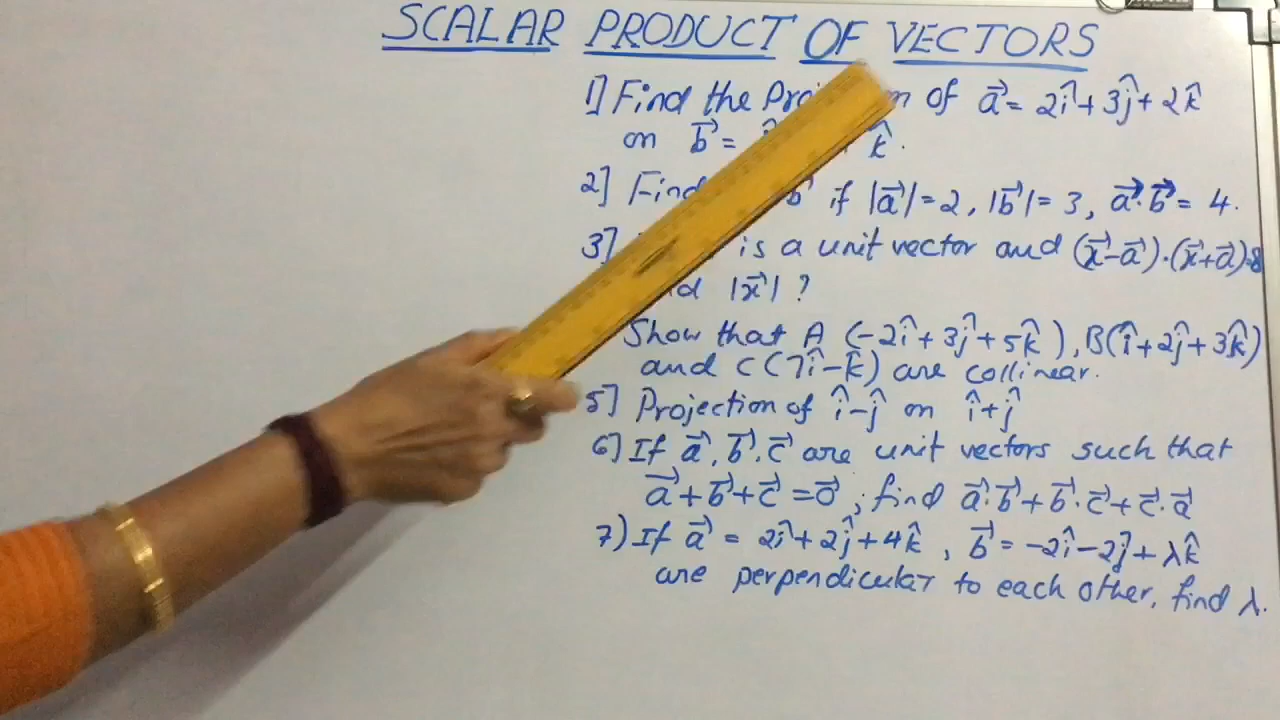 SCALAR PRODUCT OF VECTORS
1] Find the of a⃗ = 2î + 3ĵ + 2k̂
on b⃗ = k̂.
2] if |a⃗| = 2, |b⃗| = 3, a⃗·b⃗ = 4.
3] is a unit vector and (x⃗-a⃗)·(x⃗+a⃗)=8
|x⃗| ?
Show that A (-2î + 3ĵ + 5k̂), B(î + 2ĵ + 3k̂)
and C(7î - k̂) are collinear.
5] Projection of î - ĵ on î + ĵ
6] If a⃗, b⃗, c⃗ are unit vectors such that
a⃗ + b⃗ + c⃗ = 0⃗, find a⃗·b⃗ + b⃗·c⃗ + c⃗·a⃗
7) If a⃗ = 2î + 2ĵ + 4k̂, b⃗ = -2î - 2ĵ + λk̂
are perpendicular to each other, find λ.